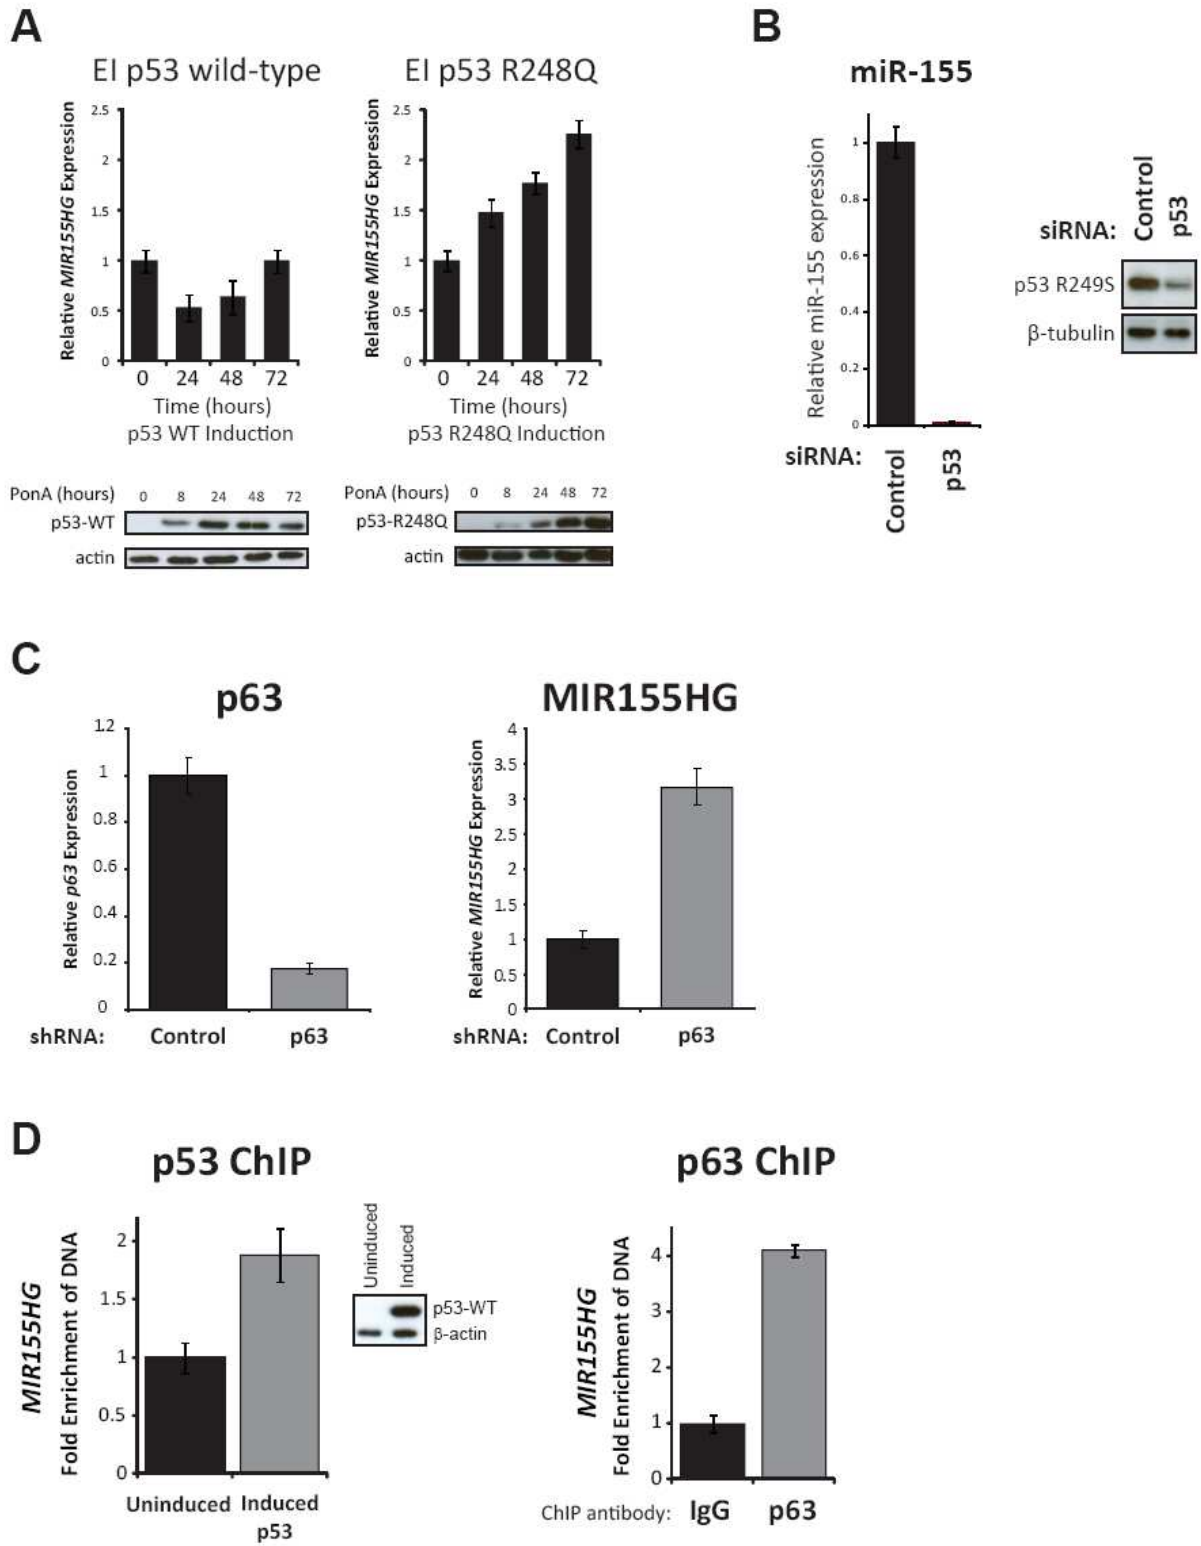 A
EI p53 wild-type
Relative MIR155HG Expression
2.5
2
1.5
1
0.5
0
0 24 48 72
Time (hours)
p53 WT Induction
PonA (hours) 0 8 24 48 72
p53-WT
actin
EI p53 R248Q
Relative MIR155HG Expression
2.5
2
1.5
1
0.5
0
0 24 48 72
Time (hours)
p53 R248Q Induction
PonA (hours) 0 8 24 48 72
p53-R248Q
actin
B
miR-155
Relative miR-155 expression
1
0.8
0.6
0.4
0.2
0
siRNA: Control p53
siRNA: Control p53
p53 R249S
β-tubulin
C
p63
Relative p63 Expression
1.2
1
0.8
0.6
0.4
0.2
0
shRNA: Control p63
MIR155HG
Relative MIR155HG Expression
4
3.5
3
2.5
2
1.5
1
0.5
0
shRNA: Control p63
D
p53 ChIP
MIR155HG
Fold Enrichment of DNA
2
1.5
1
0.5
0
Uninduced Induced
p53
Uninduced Induced
p53-WT
β-actin
p63 ChIP
MIR155HG
Fold Enrichment of DNA
4
3
2
1
0
ChIP antibody: IgG p63